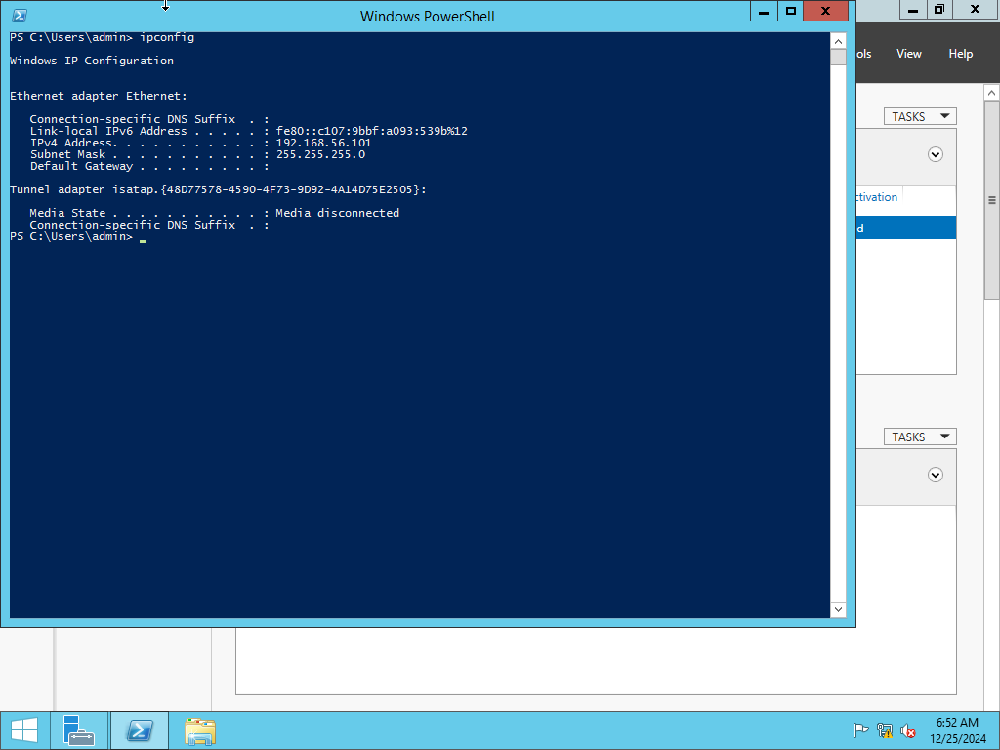 Windows PowerShell
PS C:\Users\admin> ipconfig
Windows IP Configuration
Ethernet adapter Ethernet:
Connection-specific DNS Suffix  . :
Link-local IPv6 Address . . . . . : fe80::c107:9bbf:a093:539b%12
IPv4 Address. . . . . . . . . . . : 192.168.56.101
Subnet Mask . . . . . . . . . . . : 255.255.255.0
Default Gateway . . . . . . . . . :
Tunnel adapter isatap.{48D77578-4590-4F73-9D92-4A14D75E2505}:
Media State . . . . . . . . . . . : Media disconnected
Connection-specific DNS Suffix  . :
PS C:\Users\admin>
ols View Help
TASKS
ctivation
d
TASKS
6:52 AM
12/25/2024